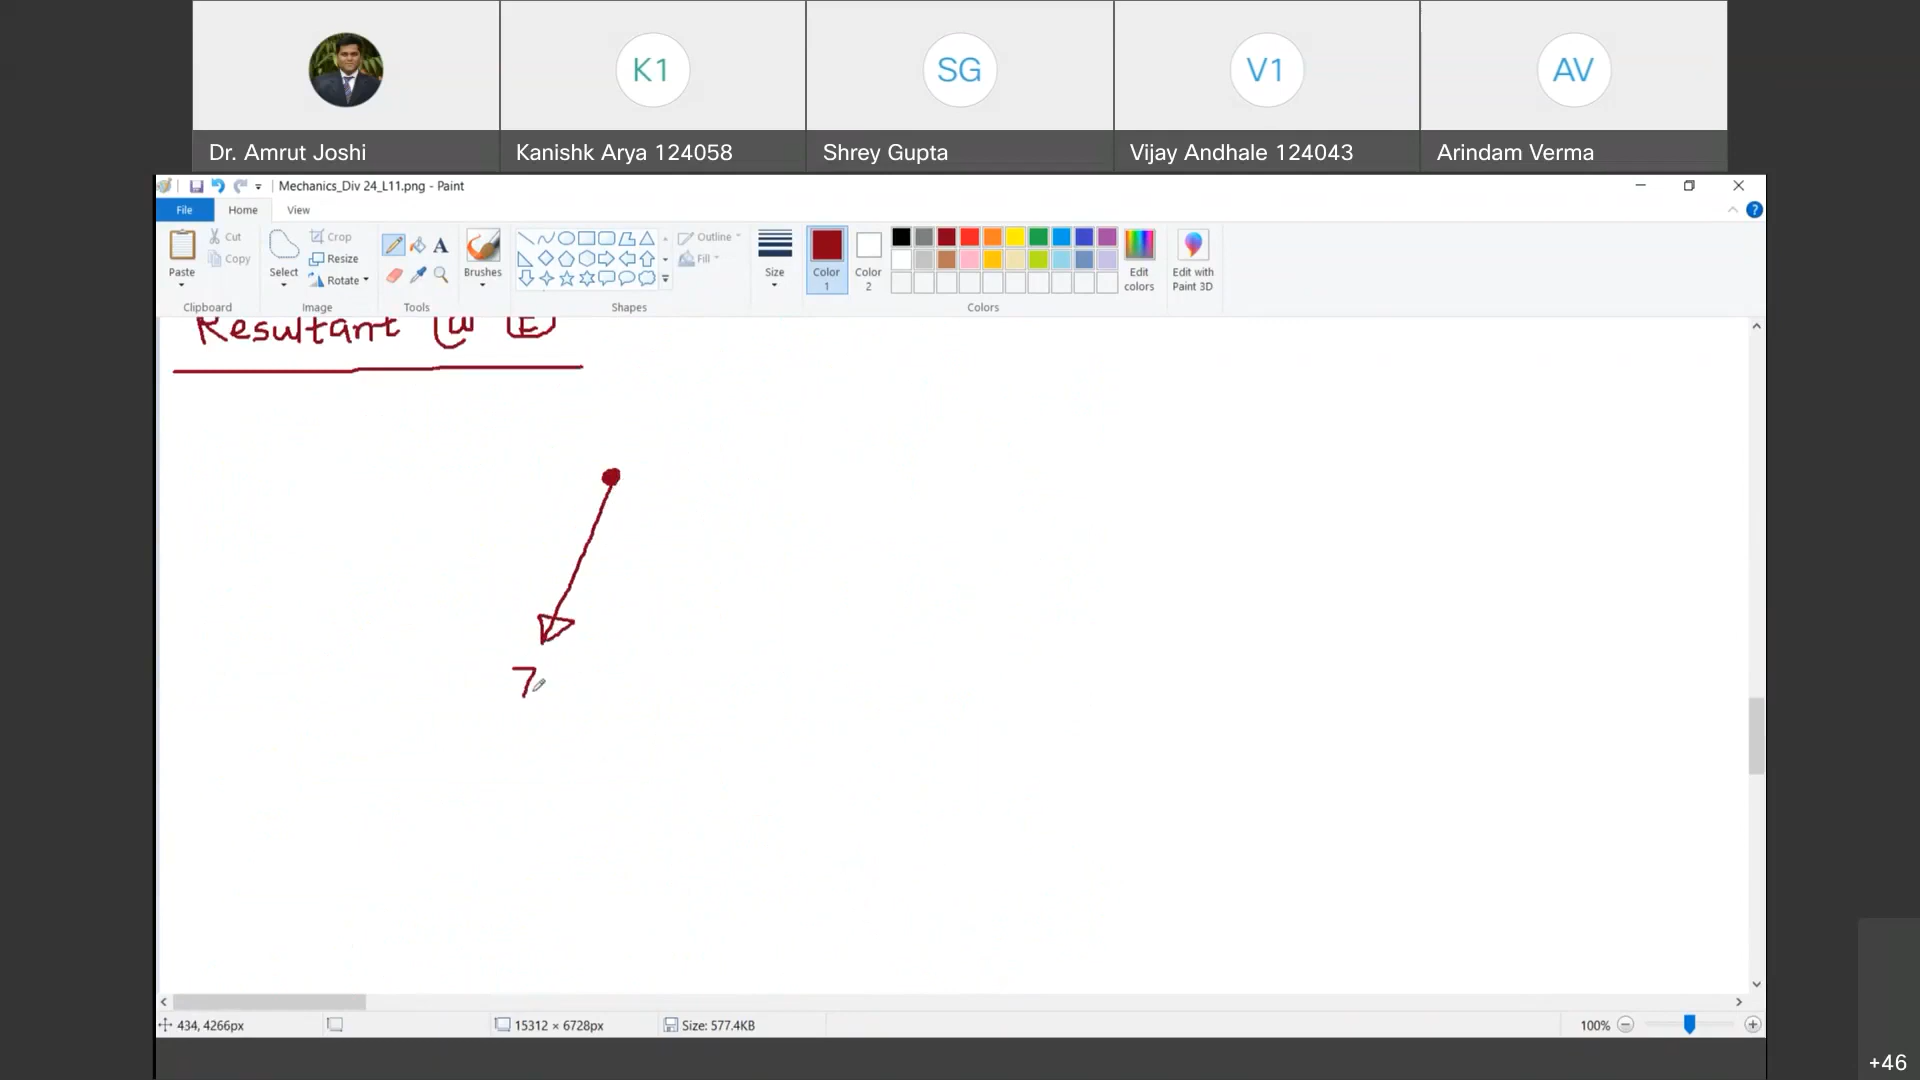 K1
SG
V1
AV
Dr. Amrut Joshi
Kanishk Arya 124058
Shrey Gupta
Vijay Andhale 124043
Arindam Verma
Mechanics_Div 24_L11.png - Paint
File
Home
View
Paste
Cut
Copy
Clipboard
Select
Crop
Resize
Rotate
Image
A
Tools
Brushes
Outline
Fill
Shapes
Size
Color 1
Color 2
Edit colors
Colors
Edit with Paint 3D
?
Resultant @ E
7
434, 4266px
15312 × 6728px
Size: 577.4KB
100%
+46